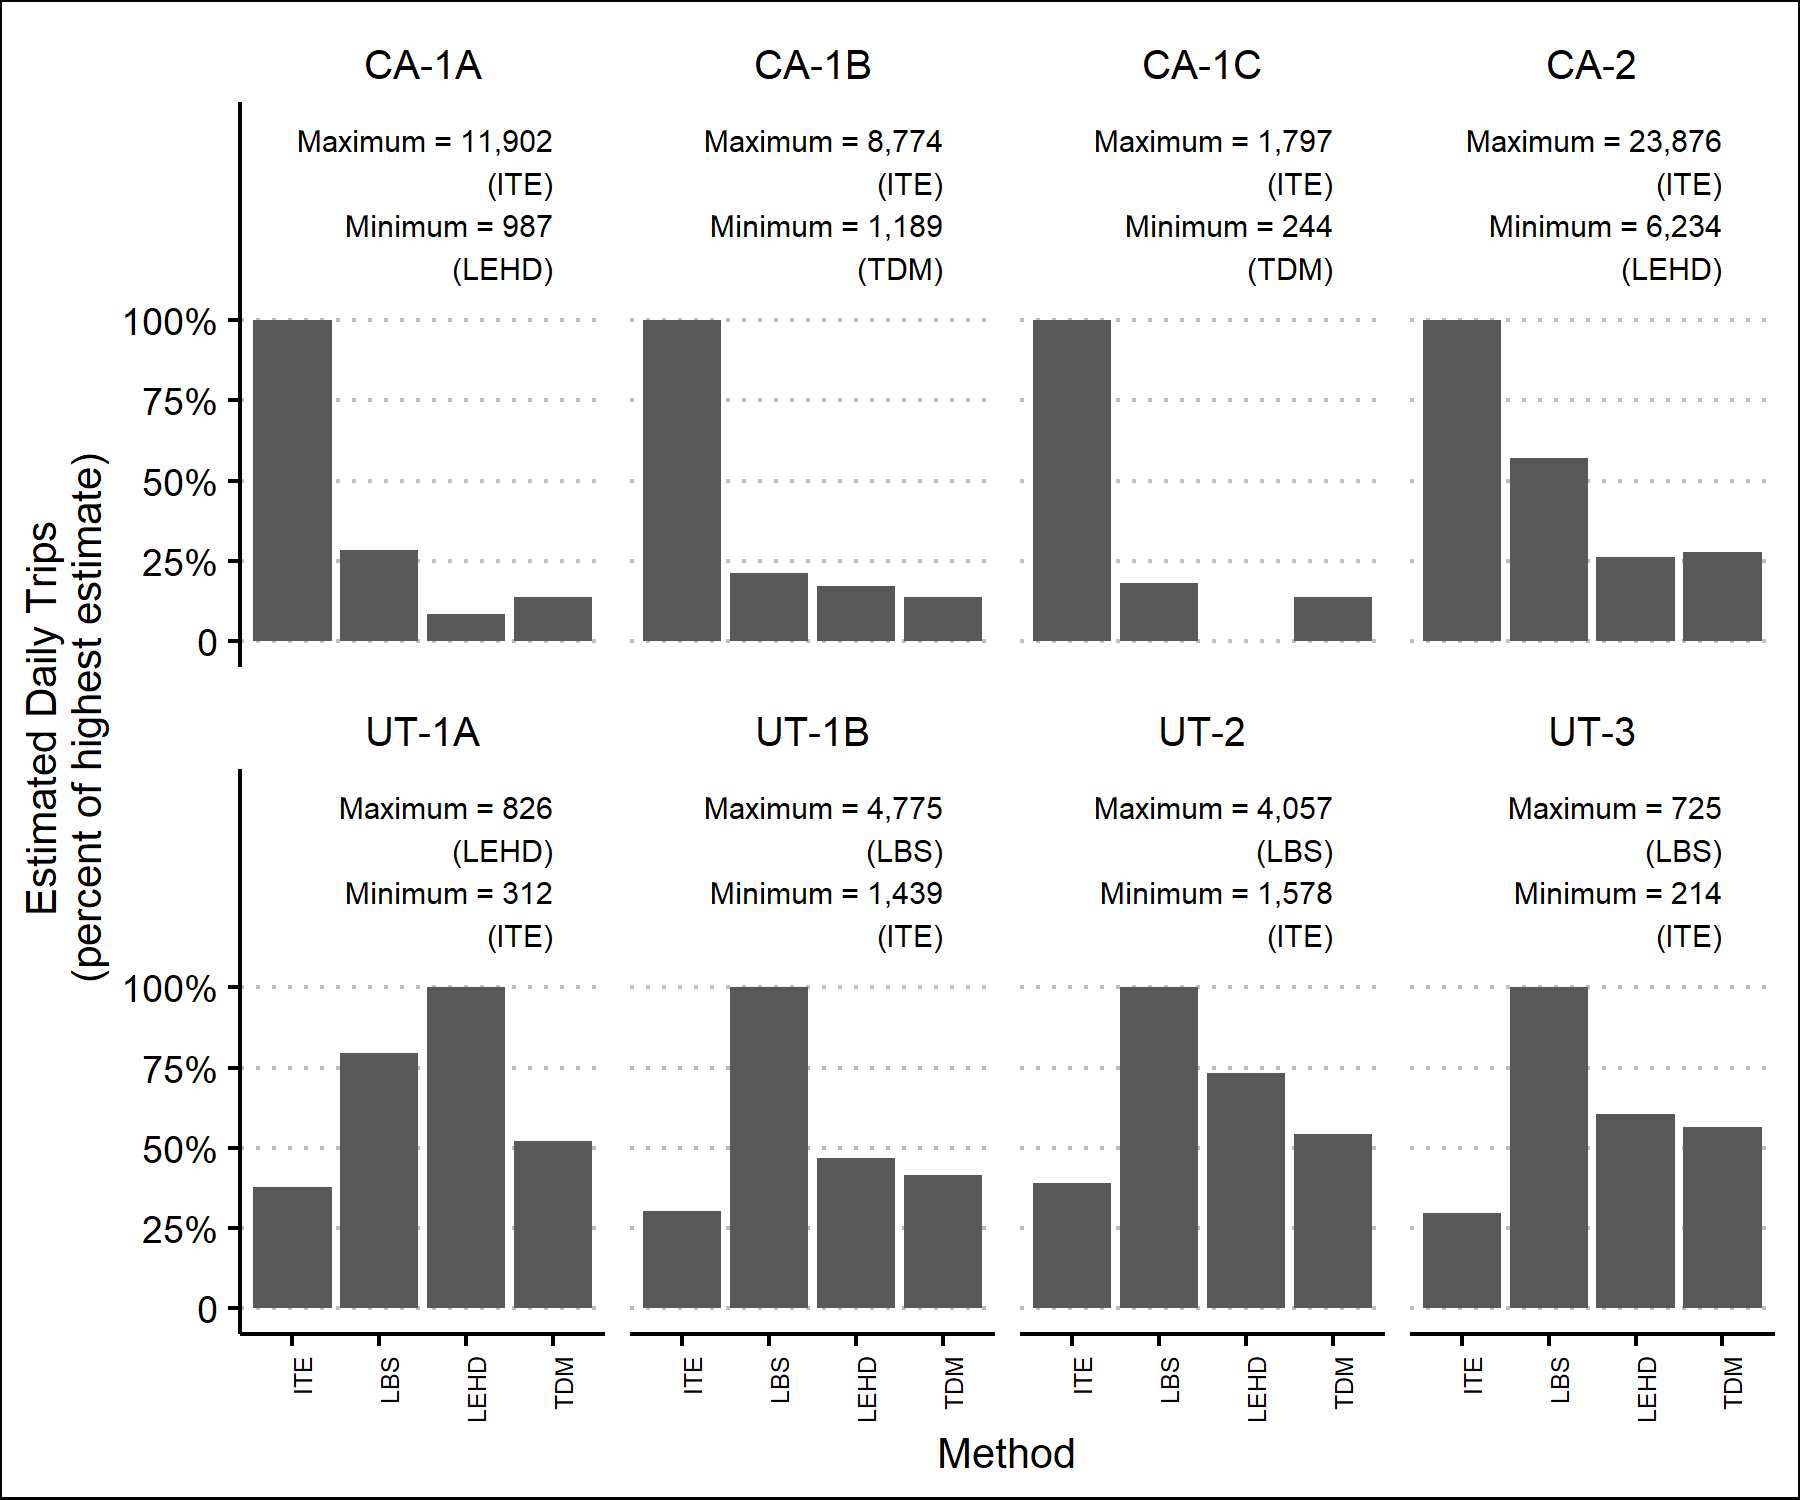 CA-1A
CA-1B
CA-1C
CA-2
Maximum = 11,902
(ITE)
Minimum = 987
(LEHD)
Maximum = 8,774
(ITE)
Minimum = 1,189
(TDM)
Maximum = 1,797
(ITE)
Minimum = 244
(TDM)
Maximum = 23,876
(ITE)
Minimum = 6,234
(LEHD)
100%
75%
50%
25%
0
Estimated Daily Trips
(percent of highest estimate)
UT-1A
UT-1B
UT-2
UT-3
Maximum = 826
(LEHD)
Minimum = 312
(ITE)
Maximum = 4,775
(LBS)
Minimum = 1,439
(ITE)
Maximum = 4,057
(LBS)
Minimum = 1,578
(ITE)
Maximum = 725
(LBS)
Minimum = 214
(ITE)
100%
75%
50%
25%
0
ITE
LBS
LEHD
TDM
ITE
LBS
LEHD
TDM
ITE
LBS
LEHD
TDM
ITE
LBS
LEHD
TDM
Method